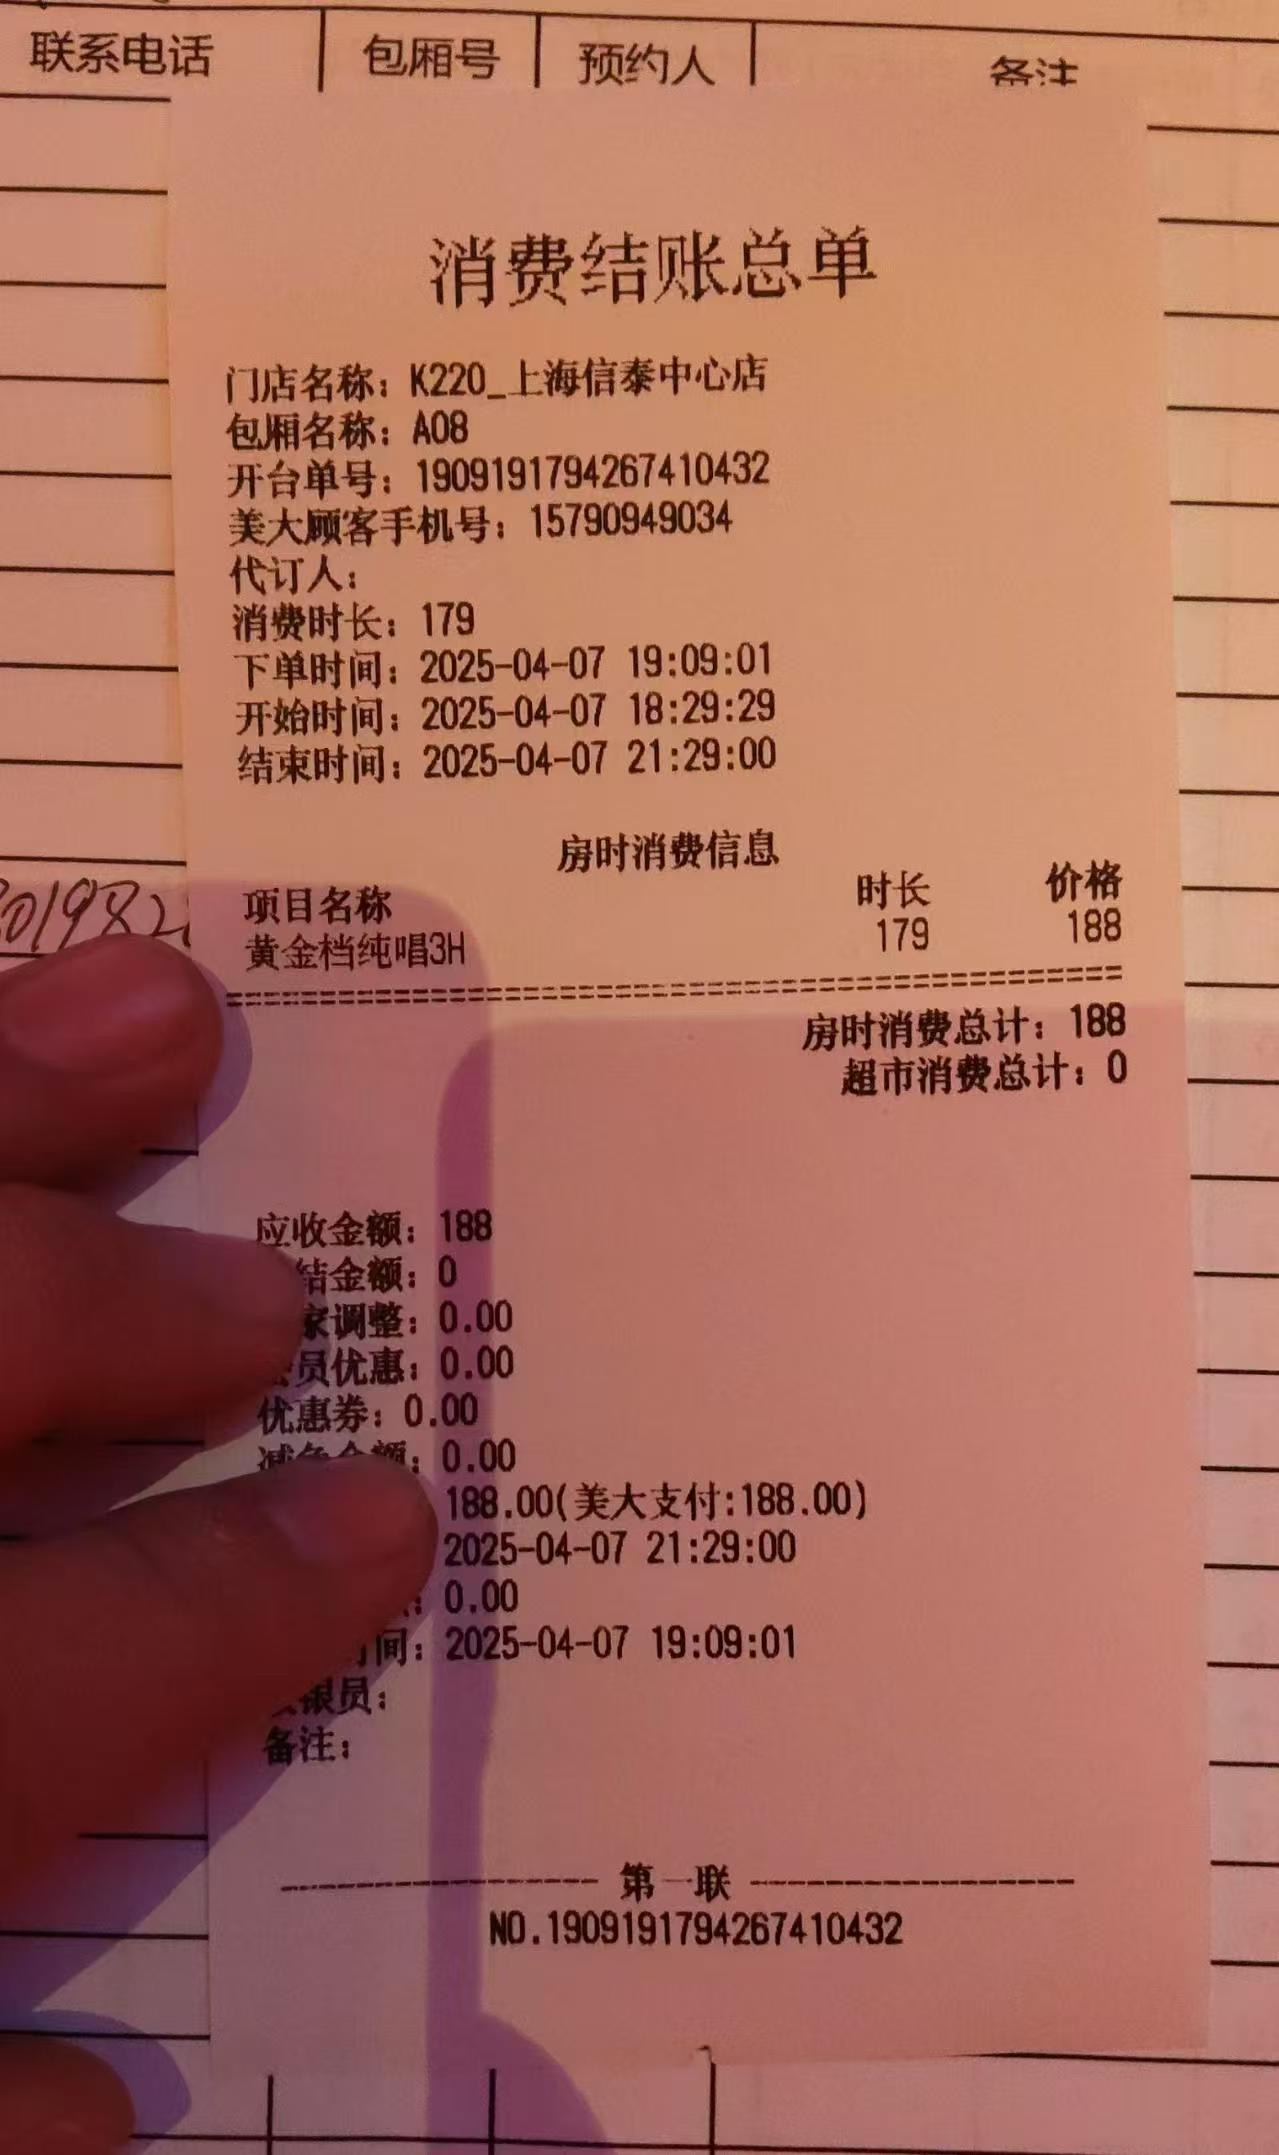 联系电话 包厢号 预约人 备注
消费结账总单
门店名称：K220_上海信泰中心店
包厢名称：A08
开台单号：1909191794267410432
美大顾客手机号：15790949034
代订人：
消费时长：179
下单时间：2025-04-07 19:09:01
开始时间：2025-04-07 18:29:29
结束时间：2025-04-07 21:29:00
房时消费信息
项目名称 时长 价格
黄金档纯唱3H 179 188
房时消费总计：188
超市消费总计：0
应收金额：188
结金额：0
家调整：0.00
会员优惠：0.00
优惠券：0.00
减免金额：0.00
188.00(美大支付:188.00)
2025-04-07 21:29:00
：0.00
时间：2025-04-07 19:09:01
收银员：
备注：
第一联
NO.1909191794267410432